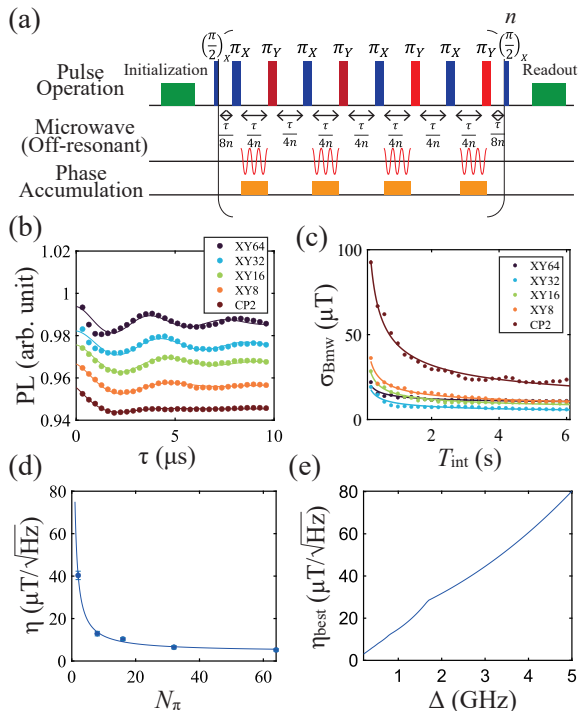 (a)
n
(π/2)X πX πY πX πY πX πY πX πY (π/2)X
Pulse
Operation
Initialization
Readout
Microwave
(Off-resonant)
τ/8n τ/4n τ/4n τ/4n τ/4n τ/4n τ/4n τ/4n τ/8n
Phase
Accumulation
(b)
1.02
1
0.98
0.96
0.94
PL (arb. unit)
XY64
XY32
XY16
XY8
CP2
0
5
10
τ (μs)
(c)
100
50
0
σBmw (μT)
XY64
XY32
XY16
XY8
CP2
2
4
6
Tint (s)
(d)
80
60
40
20
0
η (μT/√Hz)
0
20
40
60
Nπ
(e)
80
60
40
20
0
ηbest (μT/√Hz)
1
2
3
4
5
Δ (GHz)